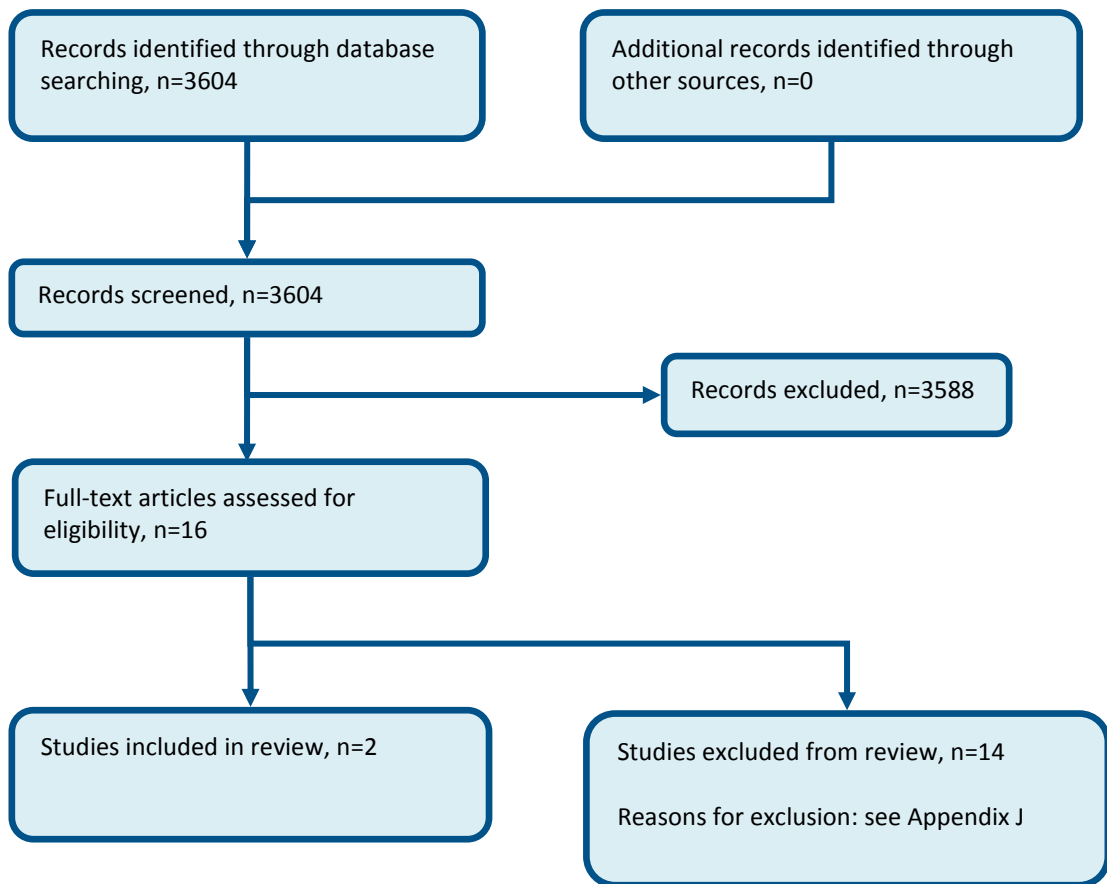 Records identified through database
searching, n=3604
Additional records identified through
other sources, n=0
Records screened, n=3604
Records excluded, n=3588
Full-text articles assessed for
eligibility, n=16
Studies included in review, n=2
Studies excluded from review, n=14
Reasons for exclusion: see Appendix J